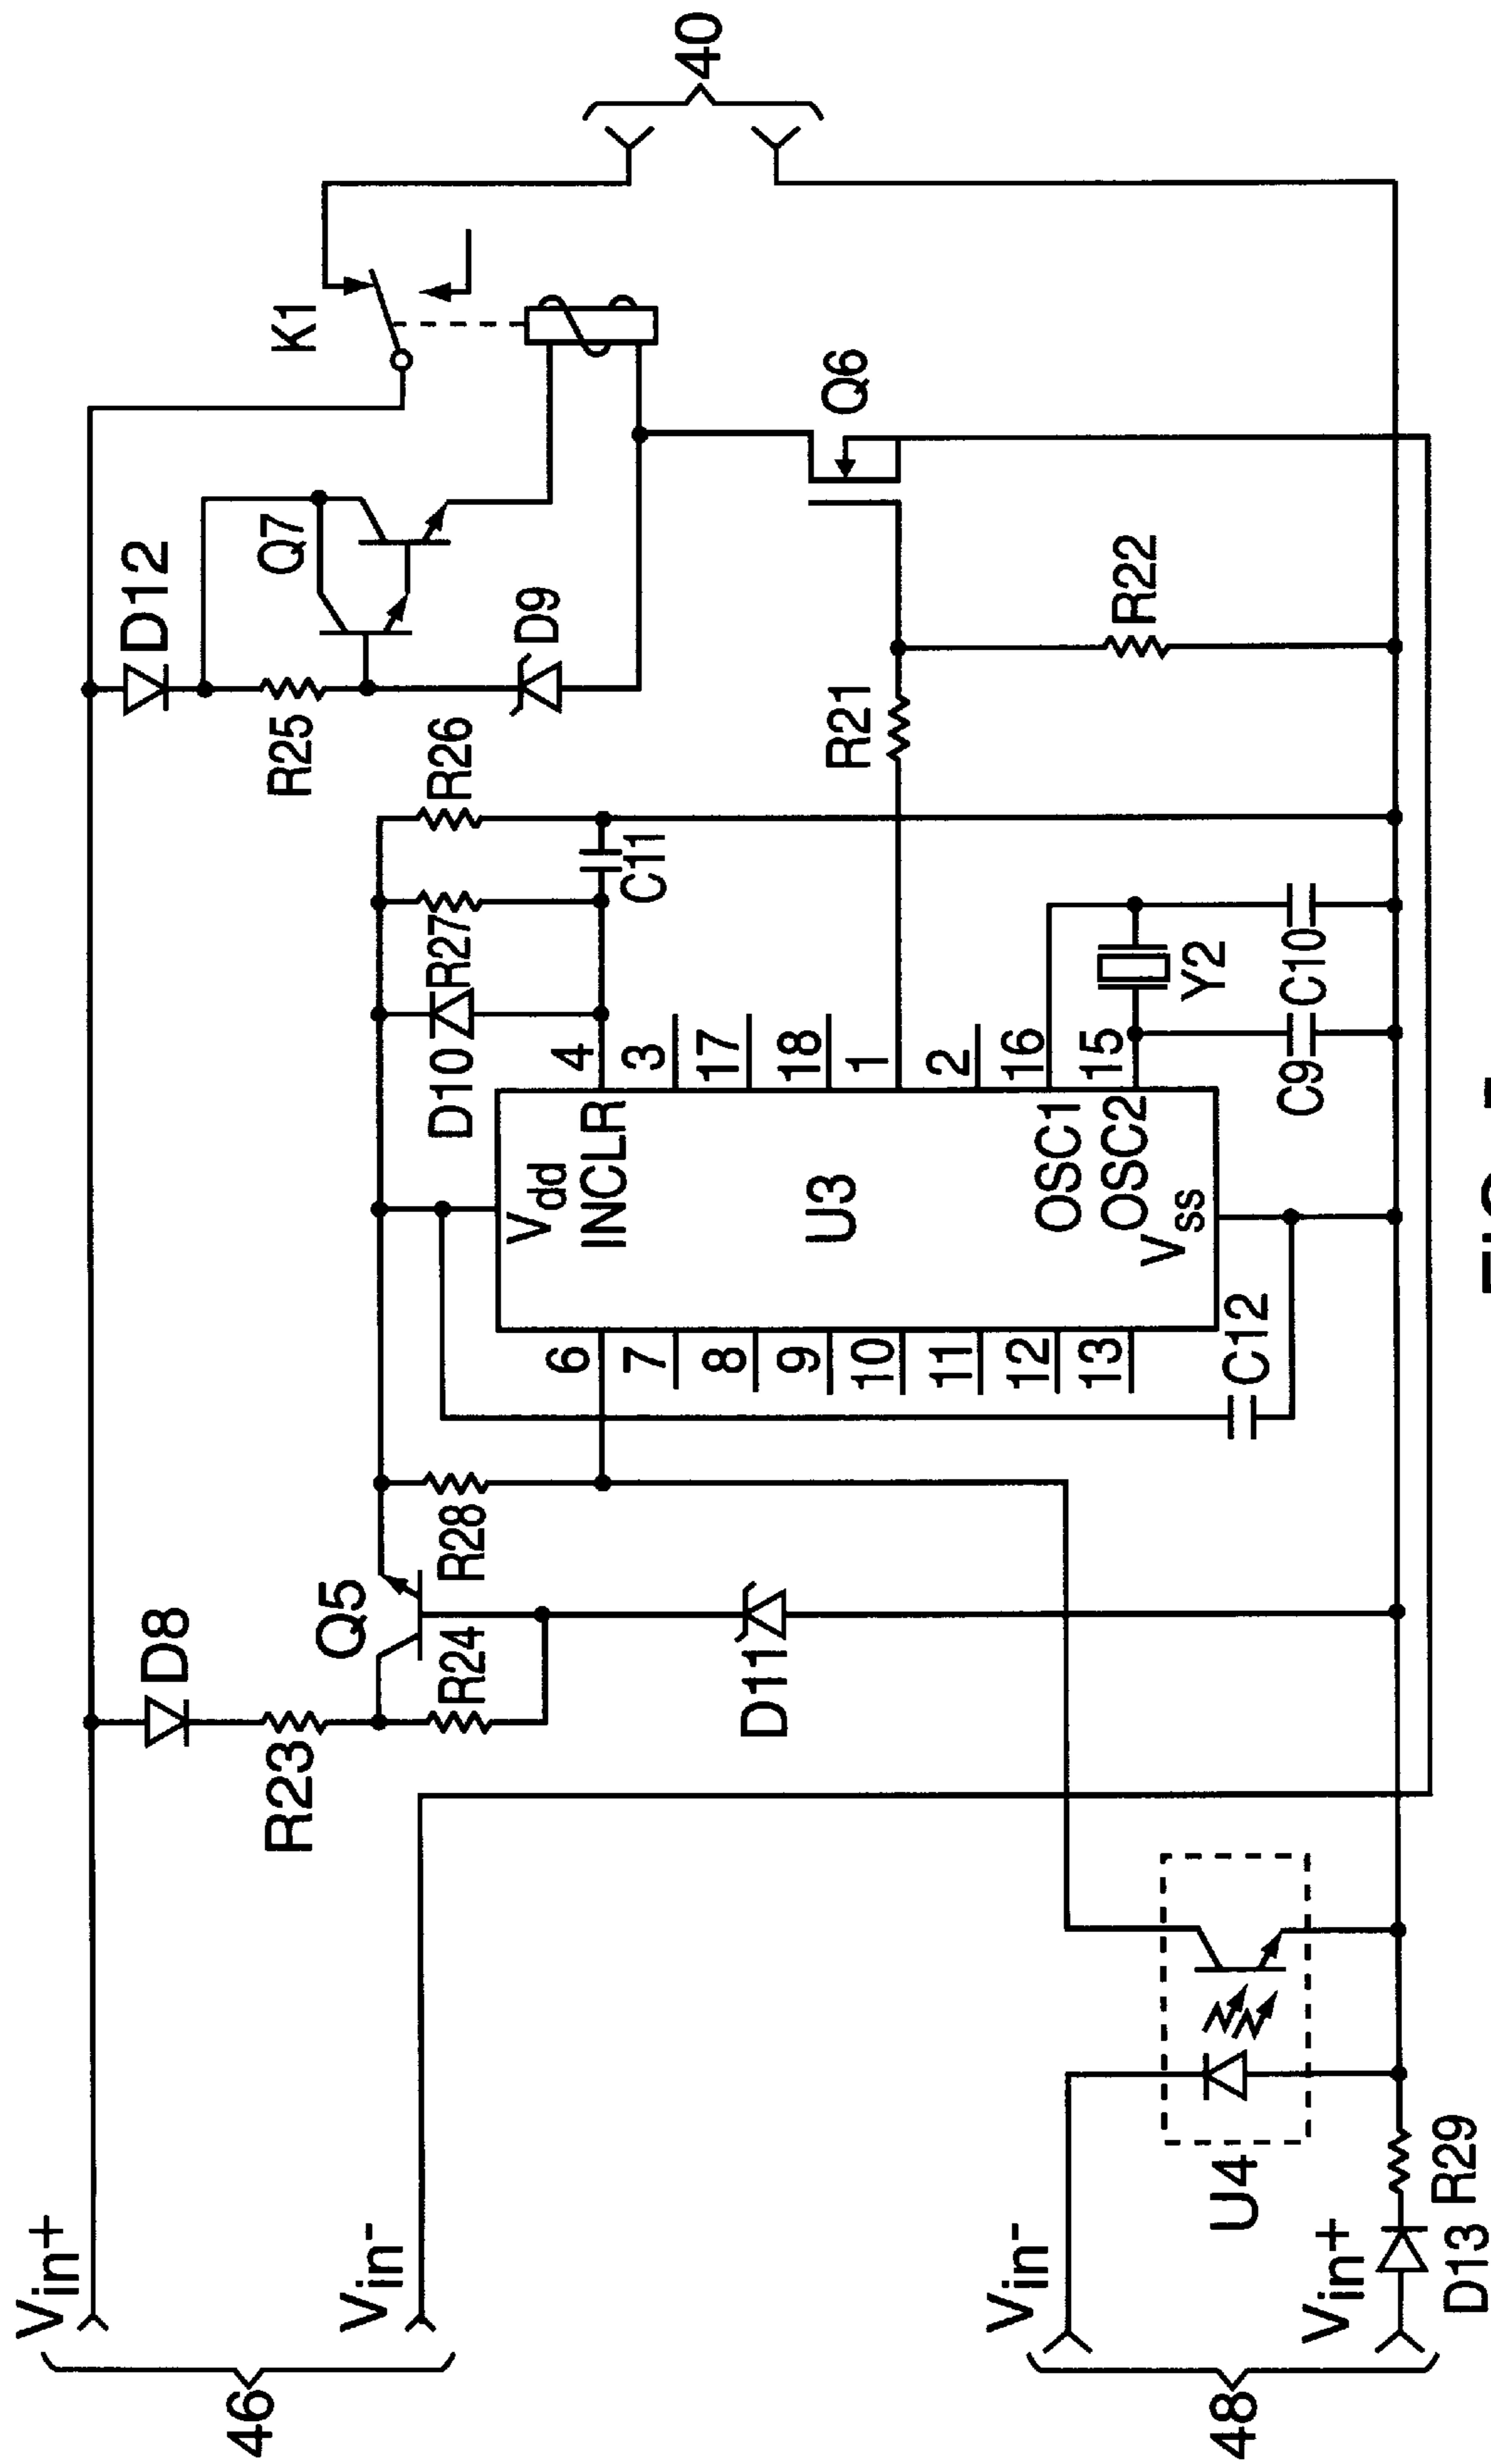 Vin+
Vin-
46
D8
R23
Q5
R24
R28
D11
Vin-
Vin+
48
U4
D13
R29
D12
R25
Q7
D9
K1
40
R26
R27
D10
C11
Q6
R21
R22
Vdd
INCLR
U3
OSC1
OSC2
Vss
4
3
17
18
1
2
16
15
6
7
8
9
10
11
12
13
Y2
C9
C10
C12